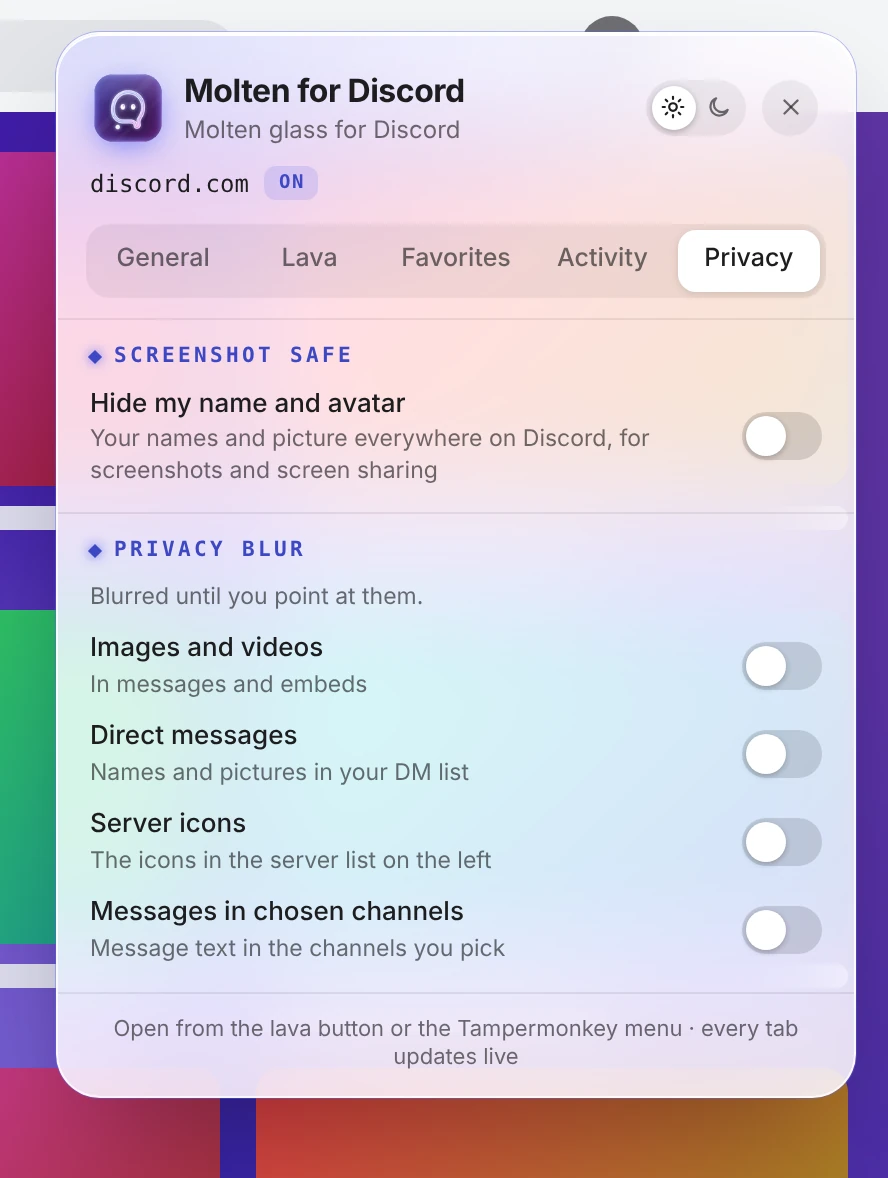 Molten for Discord
Molten glass for Discord
discord.com ON
General Lava Favorites Activity Privacy
SCREENSHOT SAFE
Hide my name and avatar
Your names and picture everywhere on Discord, for
screenshots and screen sharing
PRIVACY BLUR
Blurred until you point at them.
Images and videos
In messages and embeds
Direct messages
Names and pictures in your DM list
Server icons
The icons in the server list on the left
Messages in chosen channels
Message text in the channels you pick
Open from the lava button or the Tampermonkey menu · every tab
updates live